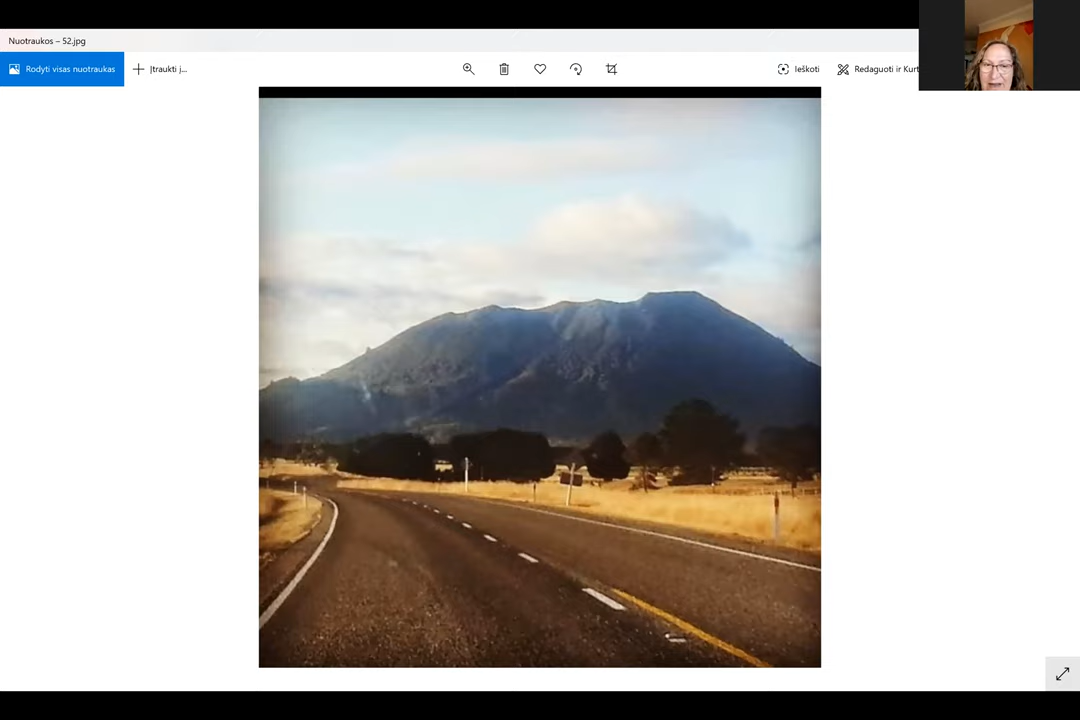 Nuotraukos – 52.jpg
Rodyti visas nuotraukas
Įtraukti į...
Ieškoti
Redaguoti ir Kurt